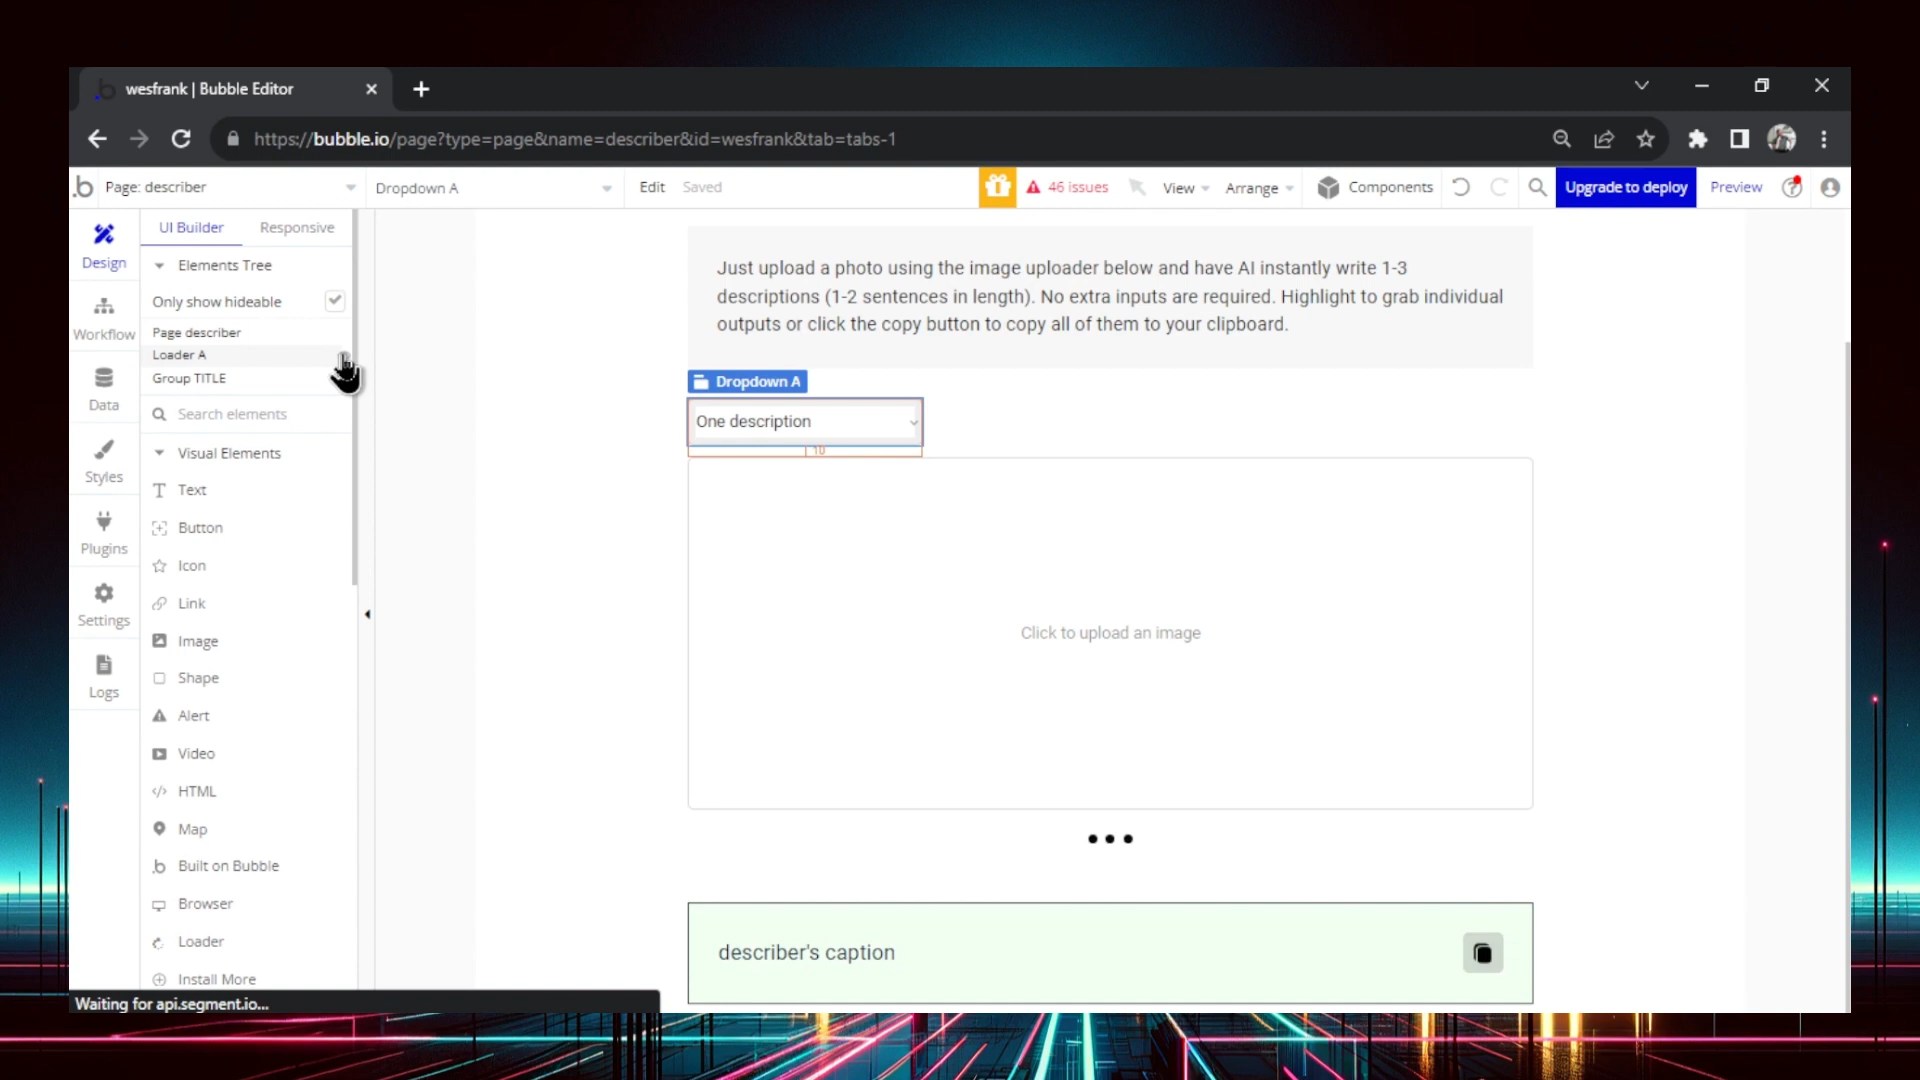 wesfrank | Bubble Editor
https://bubble.io/page?type=page&name=describer&id=wesfrank&tab=tabs-1
.b Page: describer Dropdown A Edit Saved 46 issues View Arrange Components Upgrade to deploy Preview
Design
Workflow
Data
Styles
Plugins
Settings
Logs
UI Builder Responsive
Elements Tree
Only show hideable
Page describer
Loader A
Group TITLE
Search elements
Visual Elements
Text
Button
Icon
Link
Image
Shape
Alert
Video
HTML
Map
Built on Bubble
Browser
Loader
Install More
Just upload a photo using the image uploader below and have AI instantly write 1-3
descriptions (1-2 sentences in length). No extra inputs are required. Highlight to grab individual
outputs or click the copy button to copy all of them to your clipboard.
Dropdown A
One description
10
Click to upload an image
describer's caption
Waiting for api.segment.io...